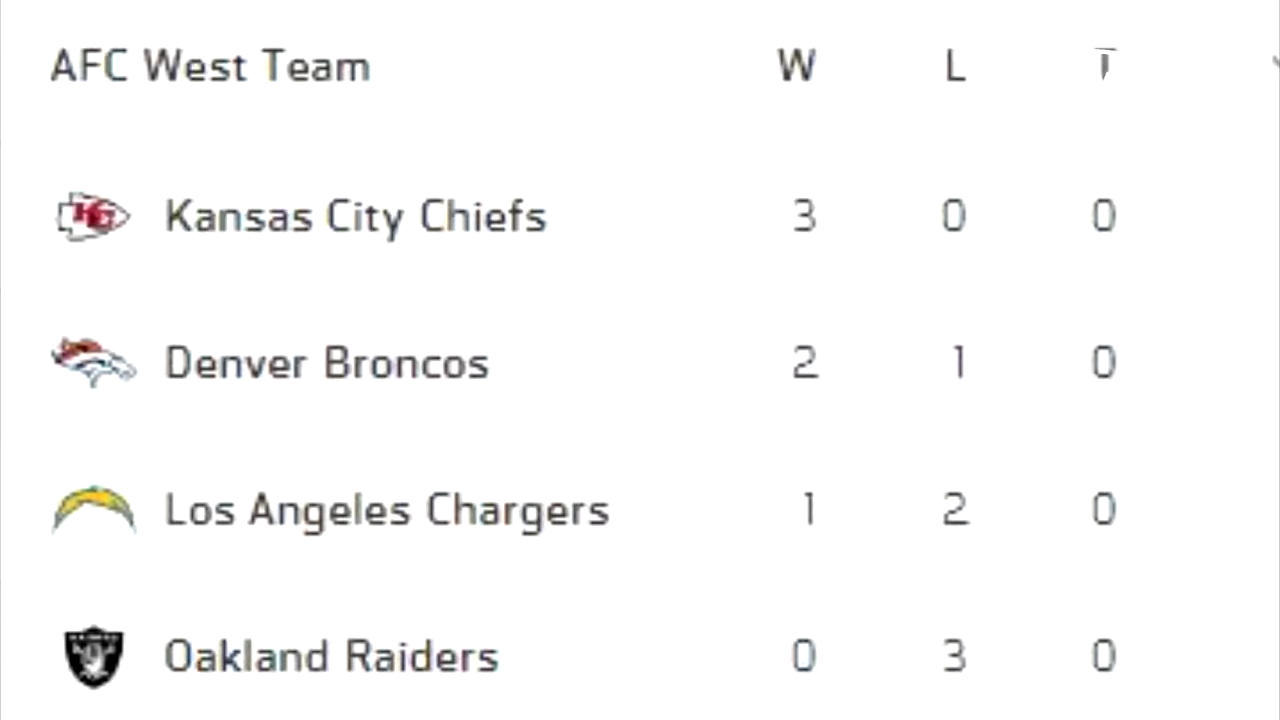 AFC West Team W L T
Kansas City Chiefs 3 0 0
Denver Broncos 2 1 0
Los Angeles Chargers 1 2 0
Oakland Raiders 0 3 0